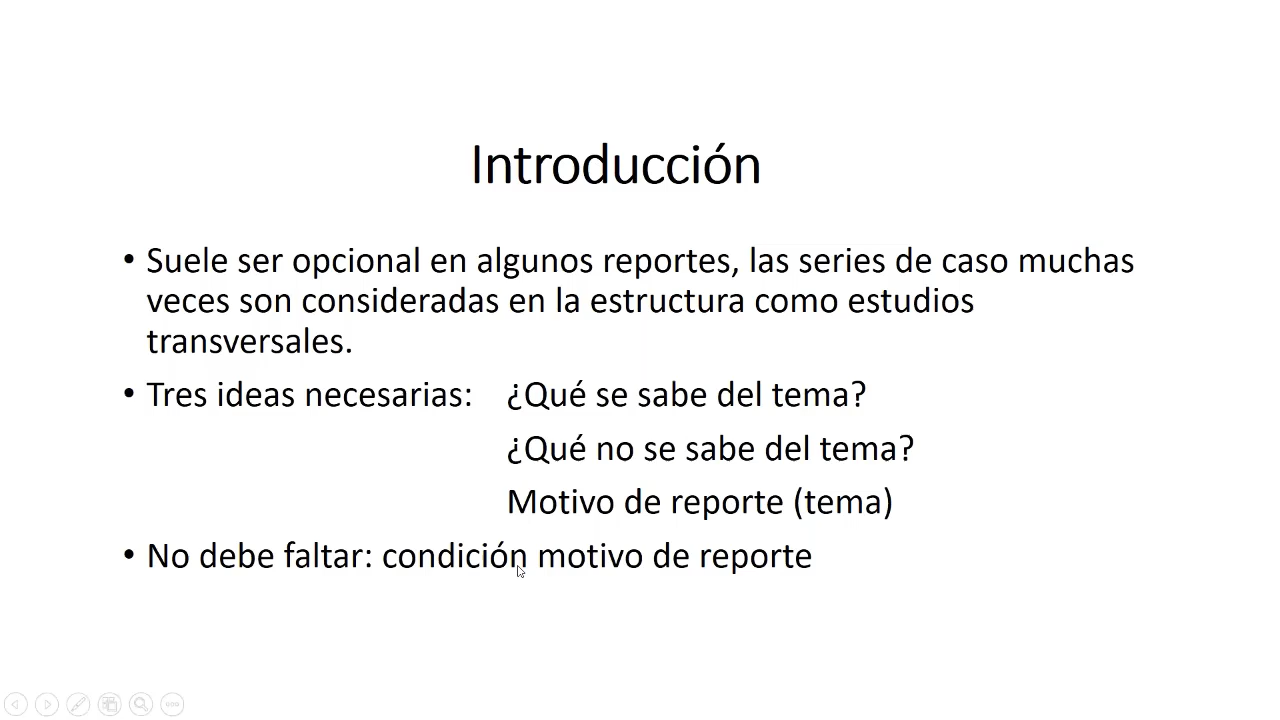 Introducción
• Suele ser opcional en algunos reportes, las series de caso muchas
veces son consideradas en la estructura como estudios
transversales.
• Tres ideas necesarias: ¿Qué se sabe del tema?
¿Qué no se sabe del tema?
Motivo de reporte (tema)
• No debe faltar: condición motivo de reporte